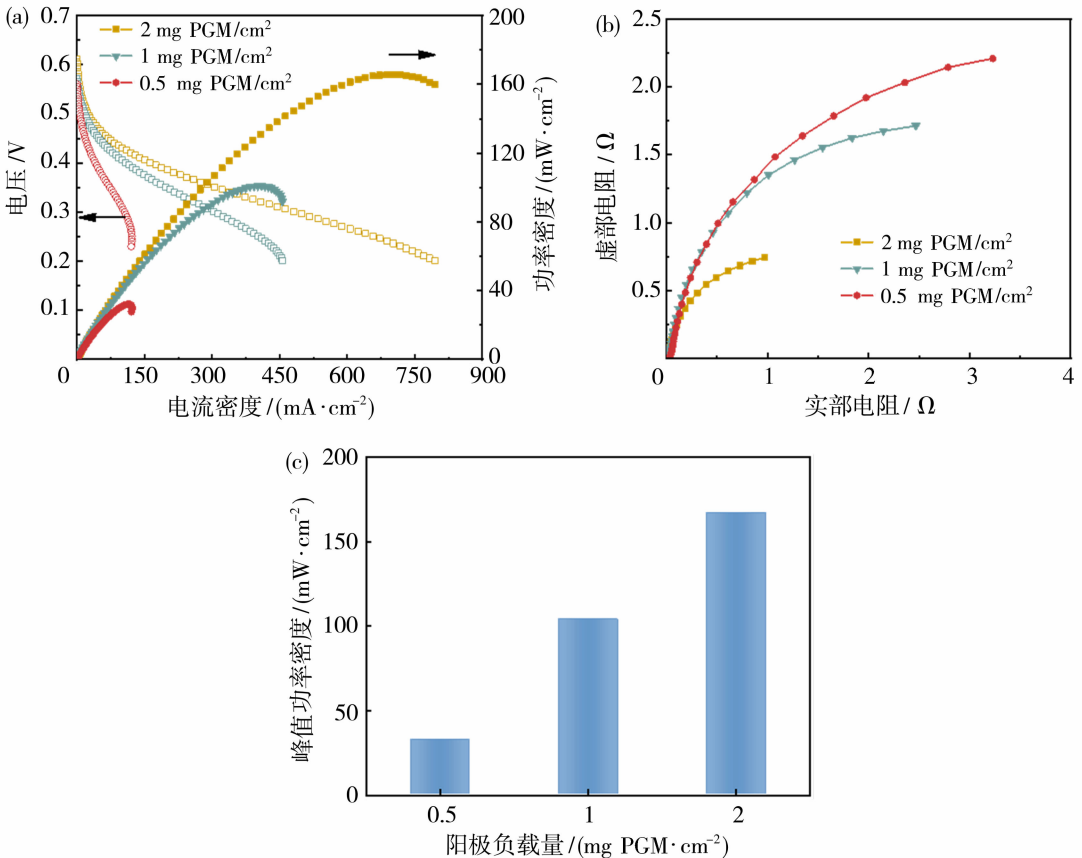 (a)
0.7
0.6
0.5
0.4
0.3
0.2
0.1
电压/V
2 mg PGM/cm²
1 mg PGM/cm²
0.5 mg PGM/cm²
200
160
120
80
40
0
功率密度/(mW·cm⁻²)
0 150 300 450 600 750 900
电流密度/(mA·cm⁻²)
(b)
2.5
2.0
1.5
1.0
0.5
虚部电阻/Ω
2 mg PGM/cm²
1 mg PGM/cm²
0.5 mg PGM/cm²
0 1 2 3 4
实部电阻/Ω
(c)
200
150
100
50
0
峰值功率密度/(mW·cm⁻²)
0.5 1 2
阳极负载量/(mg PGM·cm⁻²)